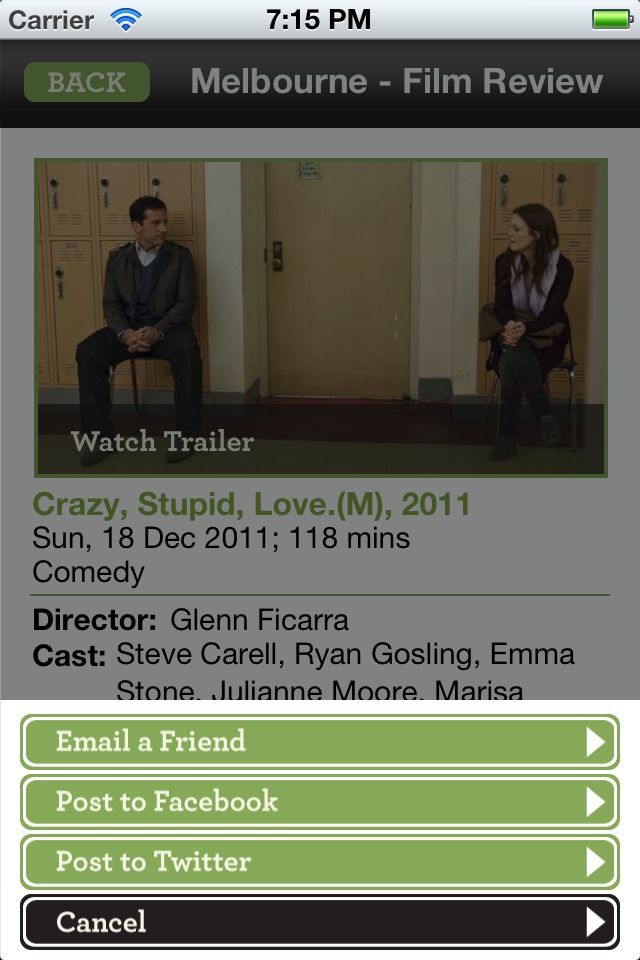 Carrier 7:15 PM
BACK Melbourne - Film Review
Watch Trailer
Crazy, Stupid, Love.(M), 2011
Sun, 18 Dec 2011; 118 mins
Comedy
Director: Glenn Ficarra
Cast: Steve Carell, Ryan Gosling, Emma
Stone, Julianne Moore, Marisa
Email a Friend
Post to Facebook
Post to Twitter
Cancel